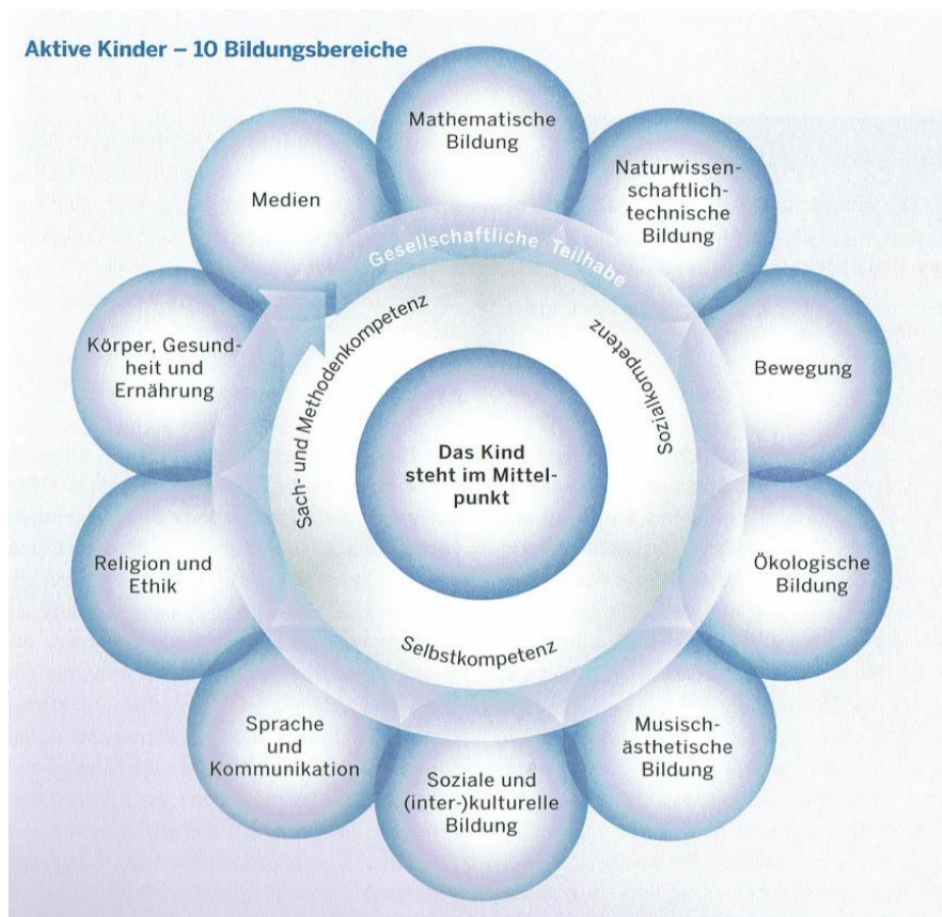 Aktive Kinder – 10 Bildungsbereiche
Mathematische
Bildung
Naturwissen-
schaftlich-
technische
Bildung
Bewegung
Ökologische
Bildung
Musisch-
ästhetische
Bildung
Soziale und
(inter-)kulturelle
Bildung
Sprache
und
Kommunikation
Religion und
Ethik
Körper, Gesund-
heit und
Ernährung
Medien
Gesellschaftliche Teilhabe
Sach- und Methodenkompetenz
Sozialkompetenz
Selbstkompetenz
Das Kind
steht im Mittel-
punkt